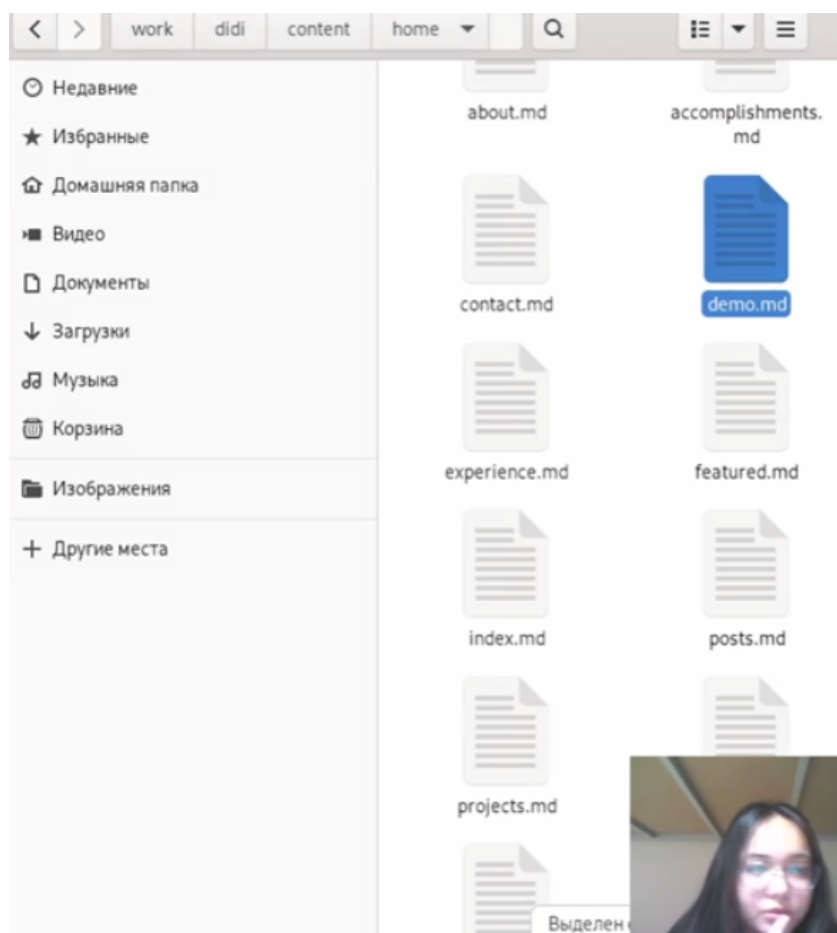 work didi content home
Недавние
Избранные
Домашняя папка
Видео
Документы
Загрузки
Музыка
Корзина
Изображения
Другие места
about.md
accomplishments.
md
contact.md
demo.md
experience.md
featured.md
index.md
posts.md
projects.md
Выделен